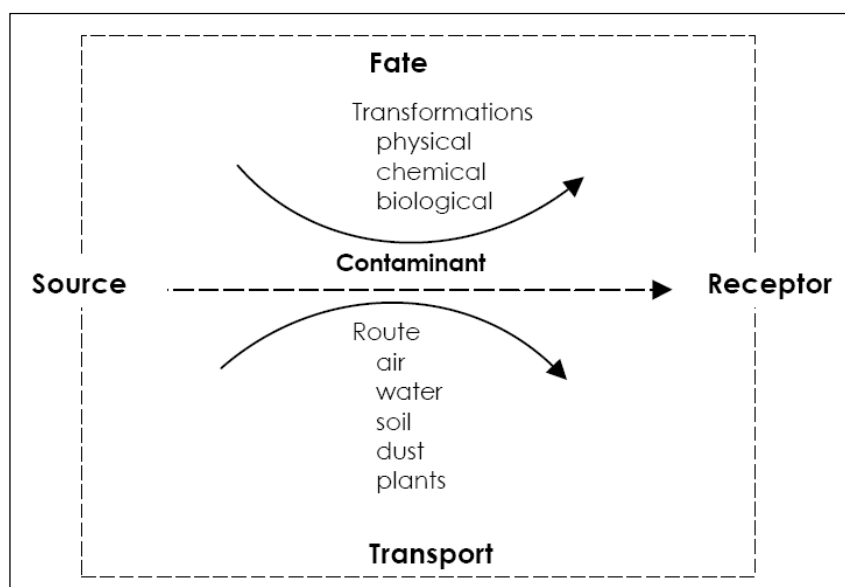 Fate
Transformations
physical
chemical
biological
Contaminant
Source
Receptor
Route
air
water
soil
dust
plants
Transport